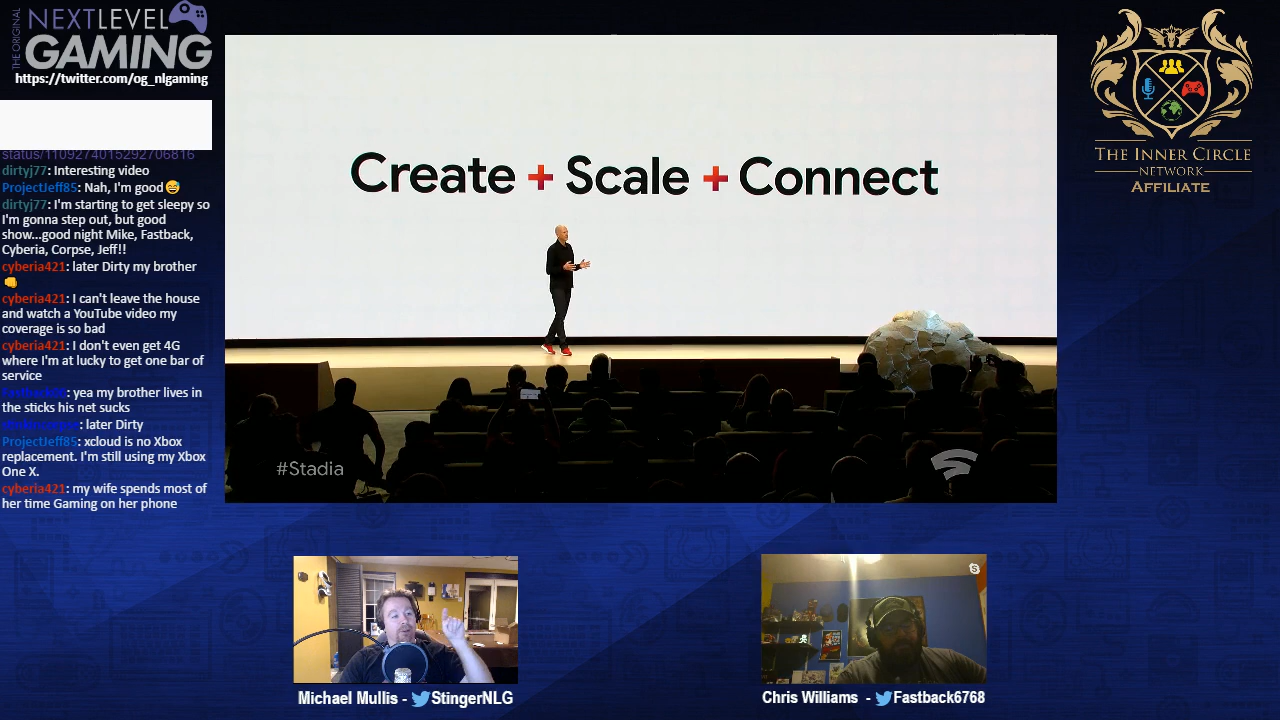 THE ORIGINAL
NEXTLEVEL
GAMING
https://twitter.com/og_nlgaming
status/1109274015292706816
dirtyj77: Interesting video
ProjectJeff85: Nah, I'm good😅
dirtyj77: I'm starting to get sleepy so
I'm gonna step out, but good
show...good night Mike, Fastback,
Cyberia, Corpse, Jeff!!
cyberia421: later Dirty my brother
👊
cyberia421: I can't leave the house
and watch a YouTube video my
coverage is so bad
cyberia421: I don't even get 4G
where I'm at lucky to get one bar of
service
: yea my brother lives in
the sticks his net sucks
: later Dirty
ProjectJeff85: xcloud is no Xbox
replacement. I'm still using my Xbox
One X.
cyberia421: my wife spends most of
her time Gaming on her phone
Create + Scale + Connect
#Stadia
THE INNER CIRCLE
NETWORK
AFFILIATE
Michael Mullis - StingerNLG
Chris Williams - Fastback6768